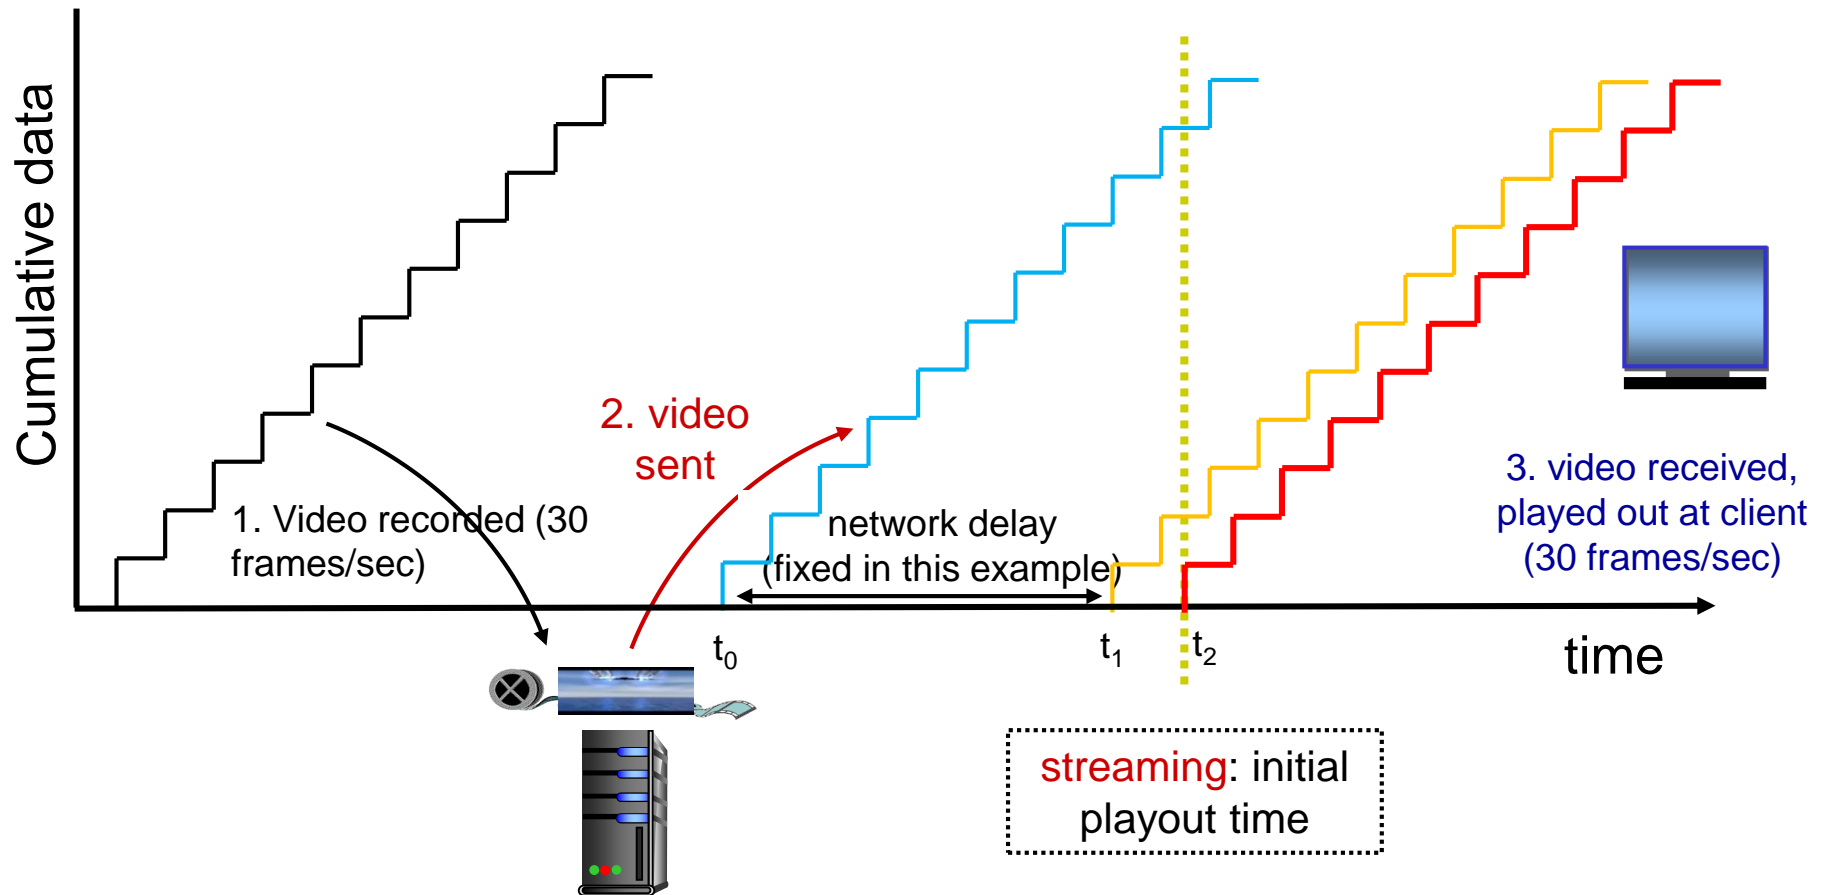 Cumulative data
1. Video recorded (30
frames/sec)
2. video
sent
network delay
(fixed in this example)
3. video received,
played out at client
(30 frames/sec)
t0
t1
t2
time
streaming: initial
playout time